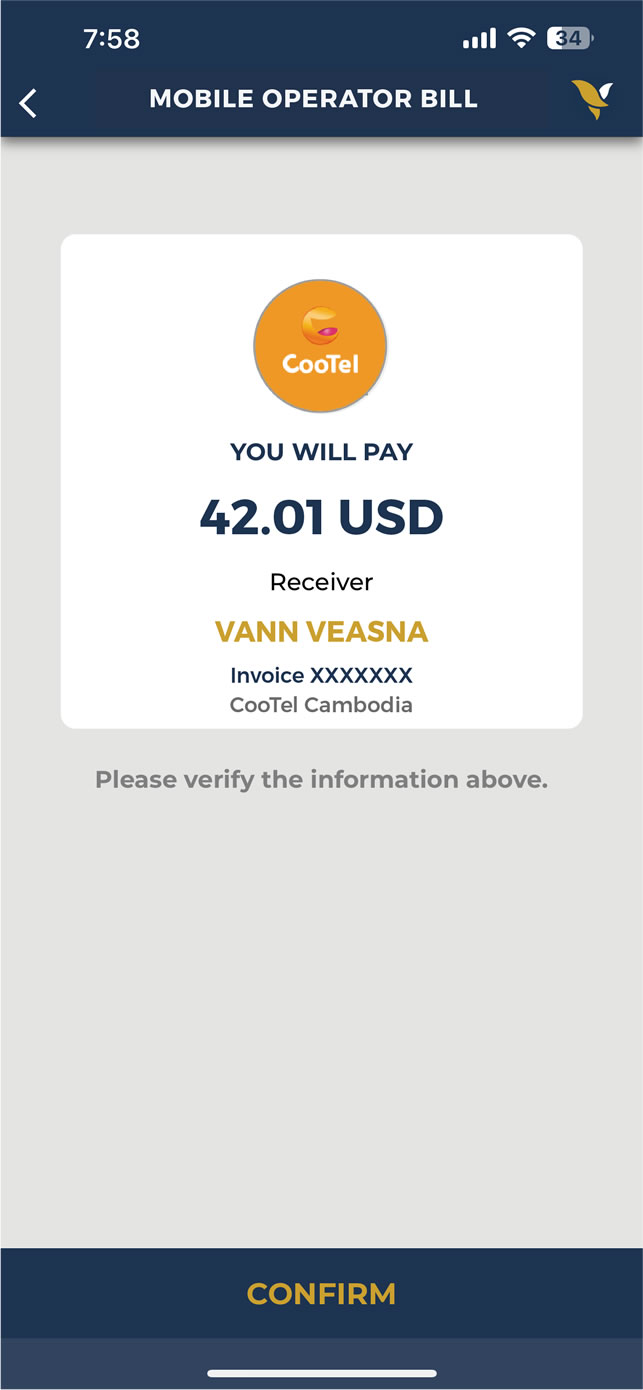 7:58
34
MOBILE OPERATOR BILL
CooTel
YOU WILL PAY
42.01 USD
Receiver
VANN VEASNA
Invoice XXXXXXX
CooTel Cambodia
Please verify the information above.
CONFIRM